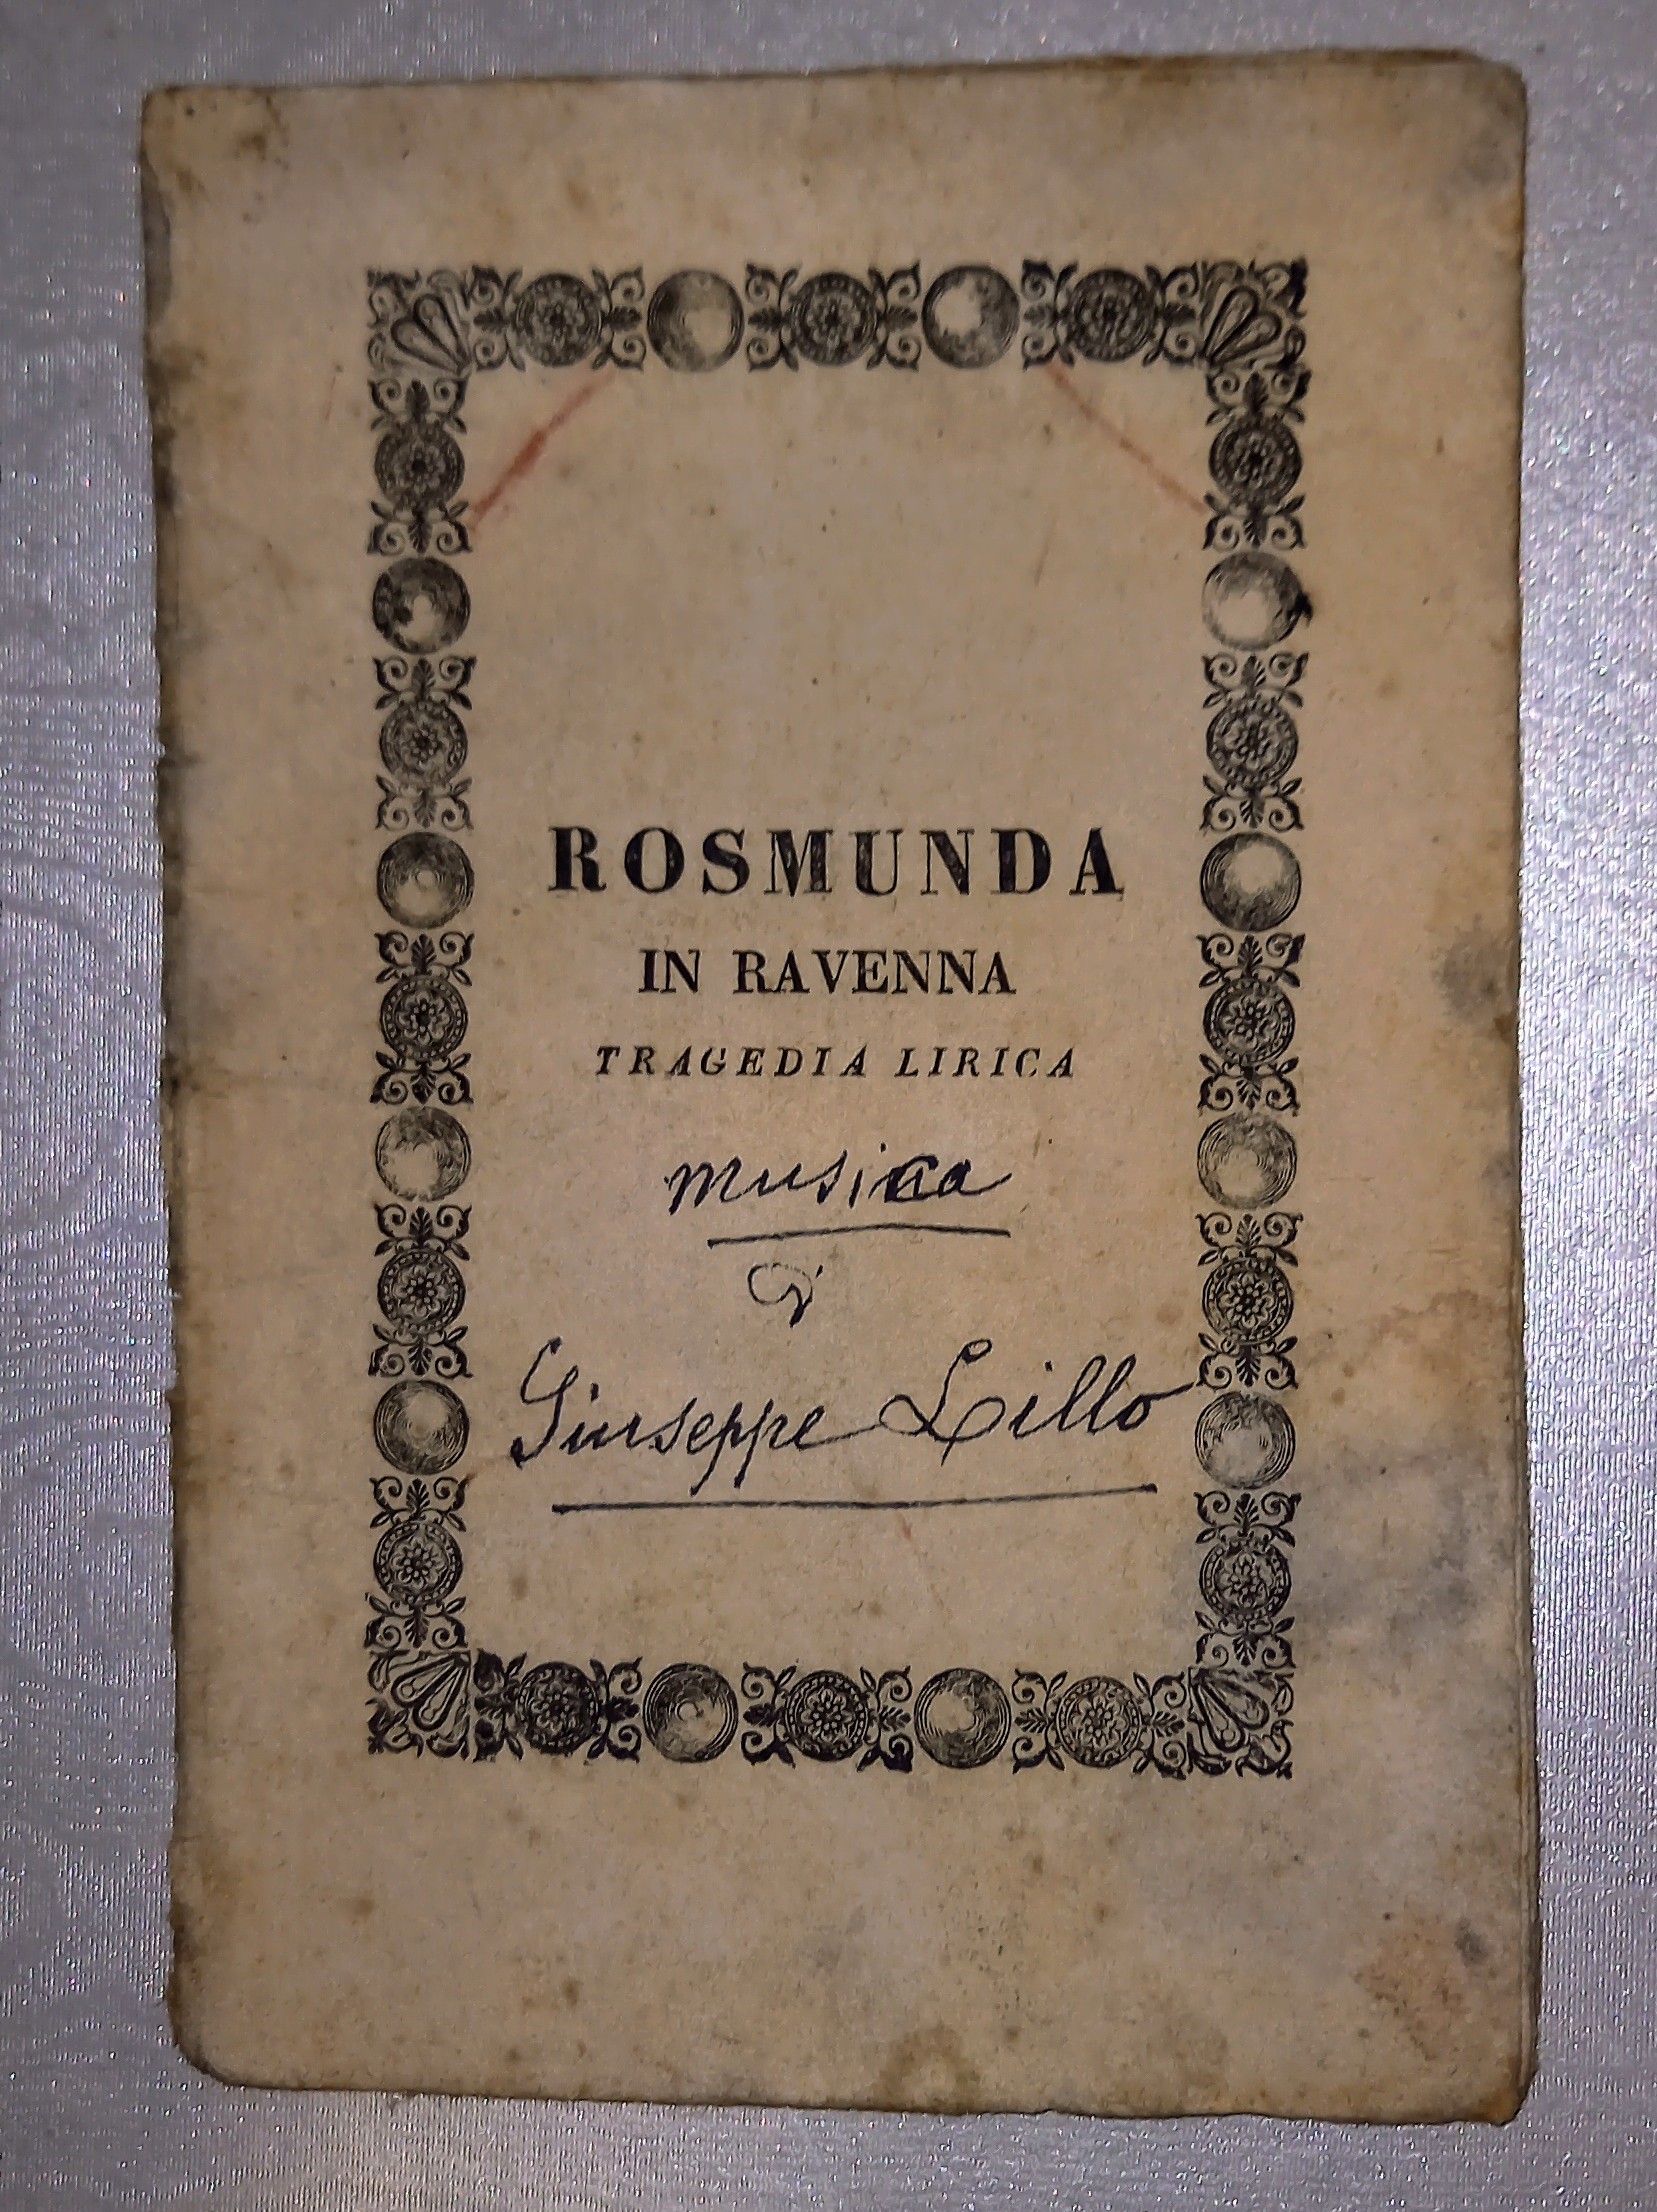 ROSMUNDA
IN RAVENNA
TRAGEDIA LIRICA
musica
Di
Giuseppe Lillo